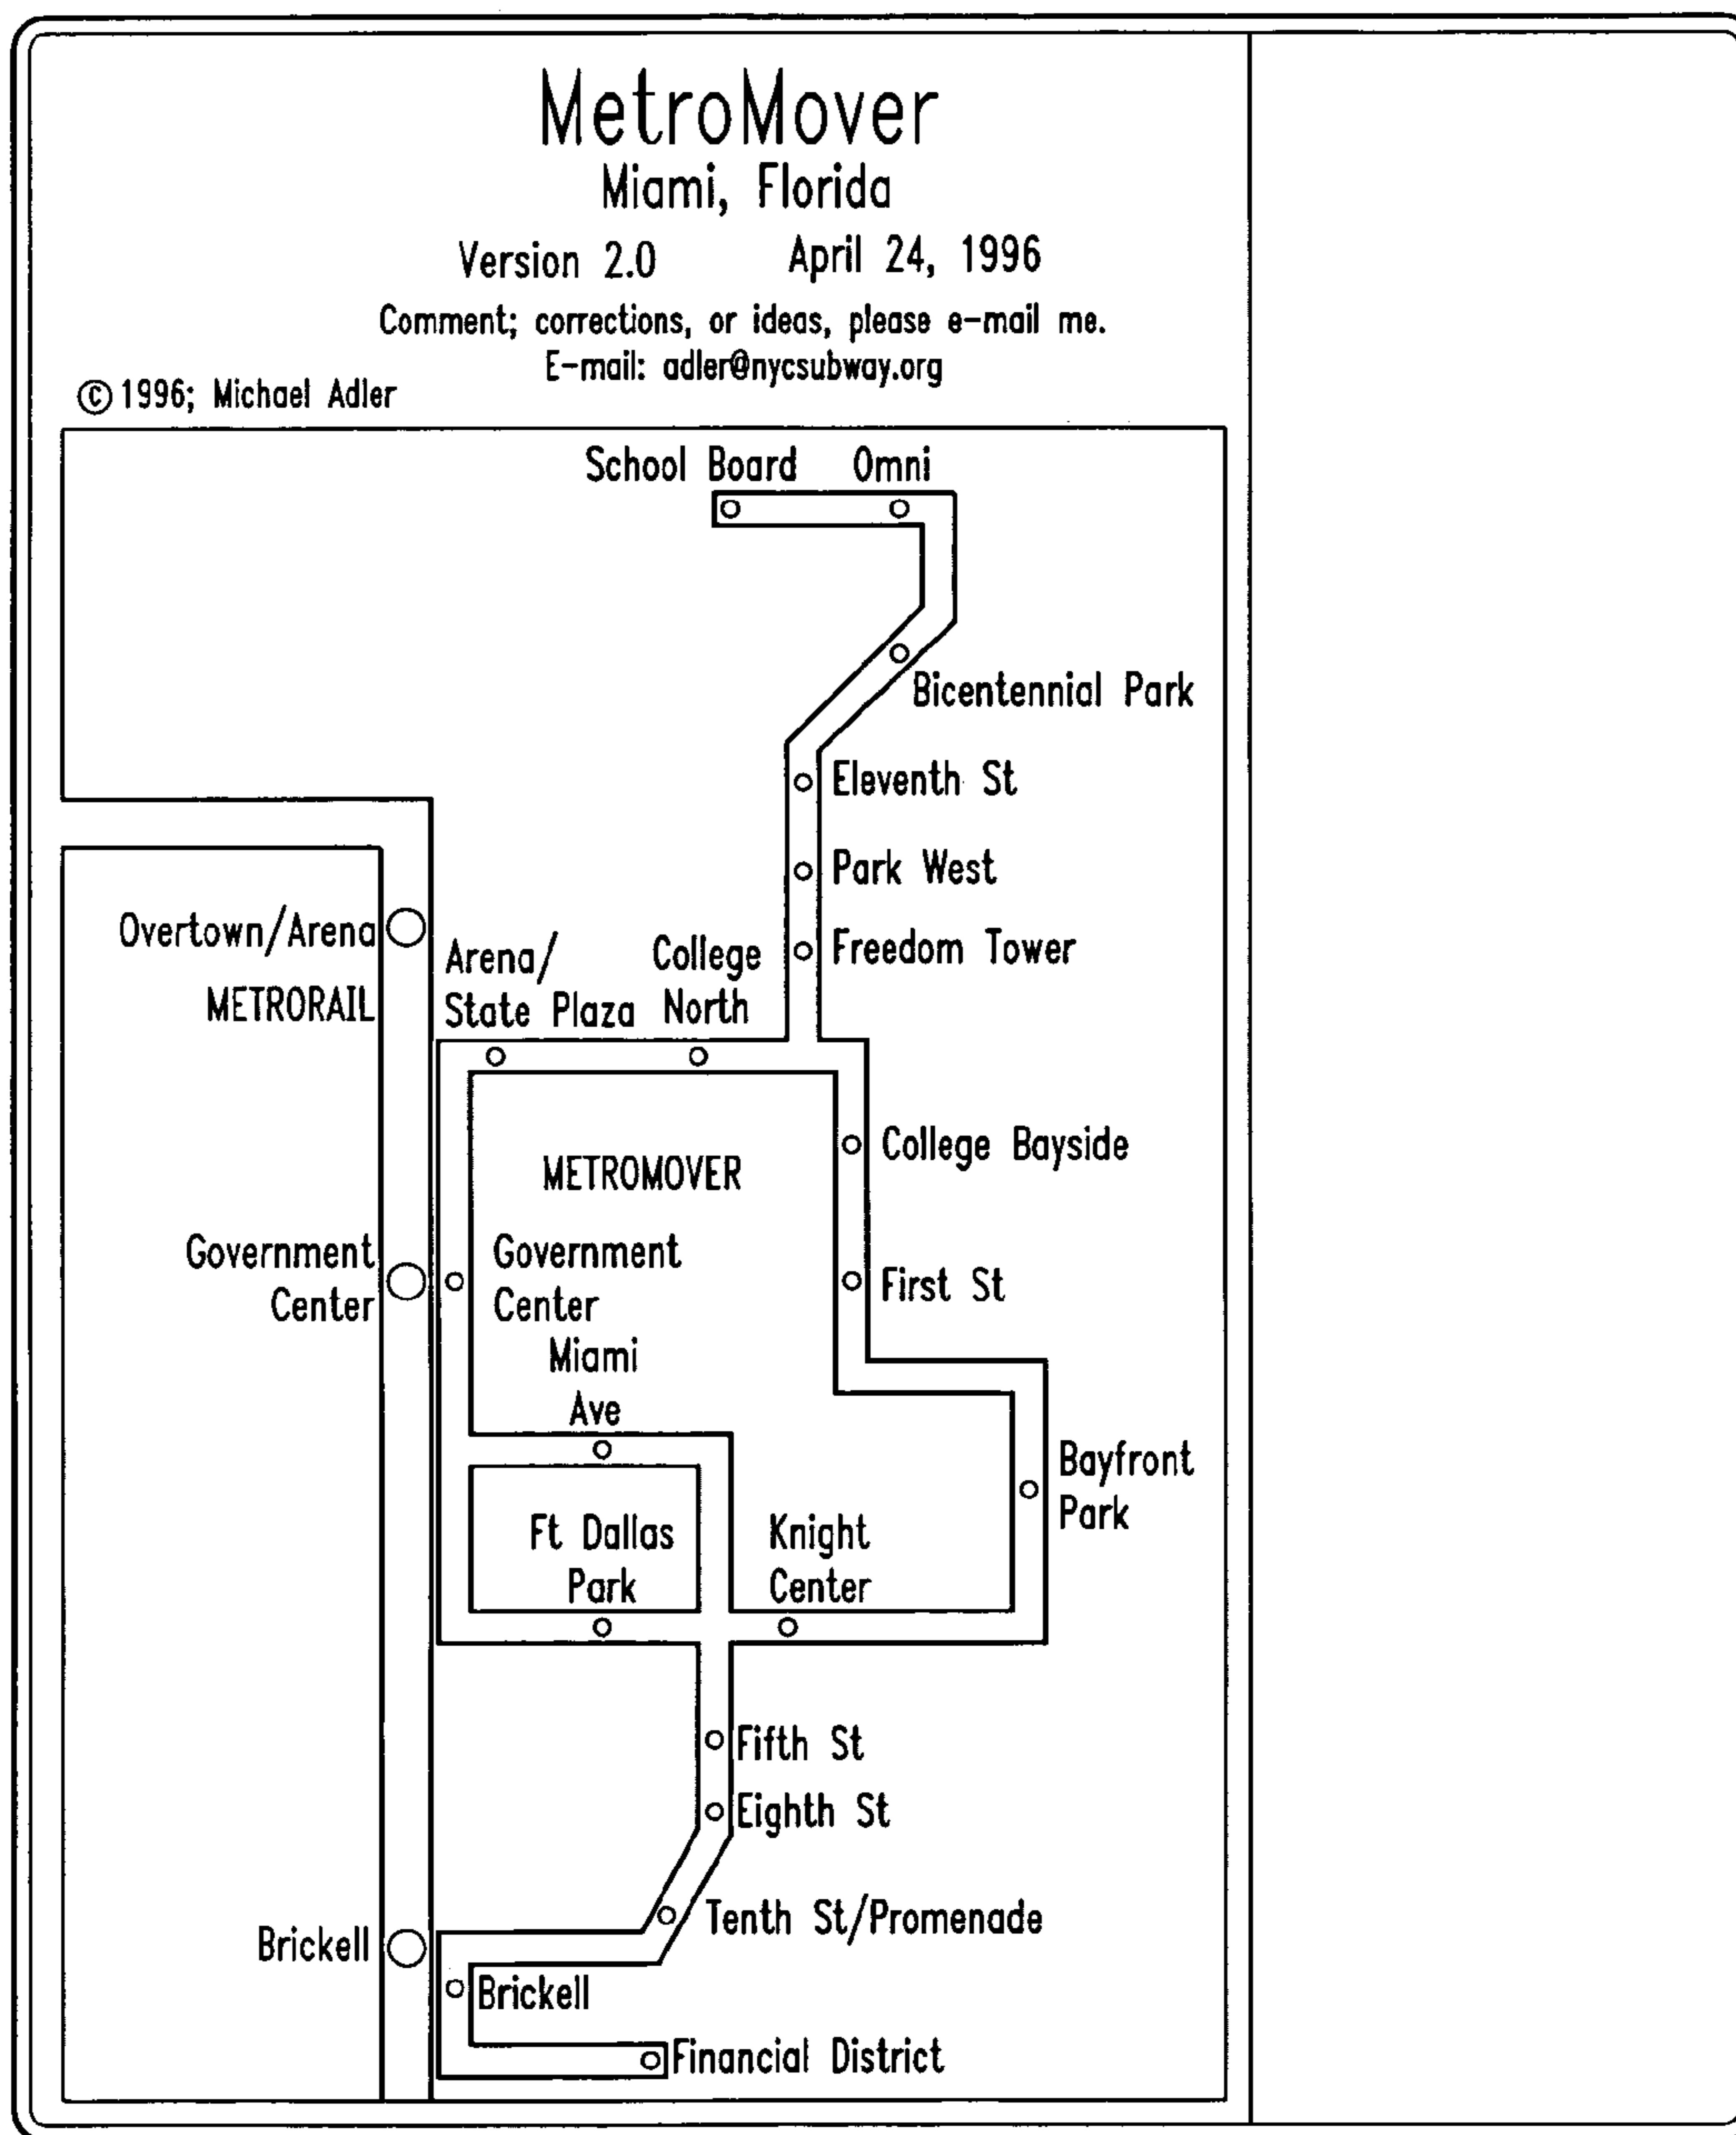 MetroMover
Miami, Florida
Version 2.0 April 24, 1996
Comment; corrections, or ideas, please e-mail me.
E-mail: adler@nycsubway.org
©1996; Michael Adler
School Board Omni
Bicentennial Park
Eleventh St
Park West
Overtown/Arena
METRORAIL
Arena/
State Plaza
College
North
Freedom Tower
College Bayside
METROMOVER
Government
Center
Government
Center
First St
Miami
Ave
Bayfront
Park
Ft Dallas
Park
Knight
Center
Fifth St
Eighth St
Tenth St/Promenade
Brickell
Brickell
Financial District